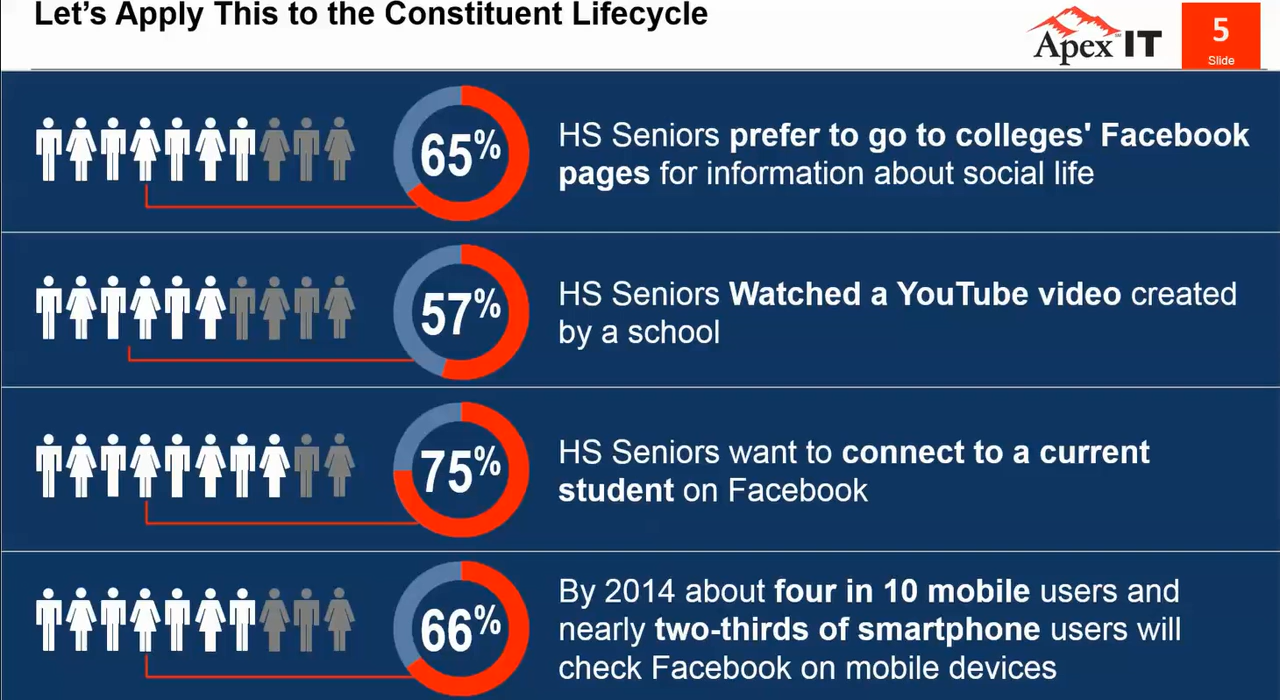 Let’s Apply This to the Constituent Lifecycle
Apex IT
5
Slide
65%
HS Seniors prefer to go to colleges' Facebook
pages for information about social life
57%
HS Seniors Watched a YouTube video created
by a school
75%
HS Seniors want to connect to a current
student on Facebook
66%
By 2014 about four in 10 mobile users and
nearly two-thirds of smartphone users will
check Facebook on mobile devices